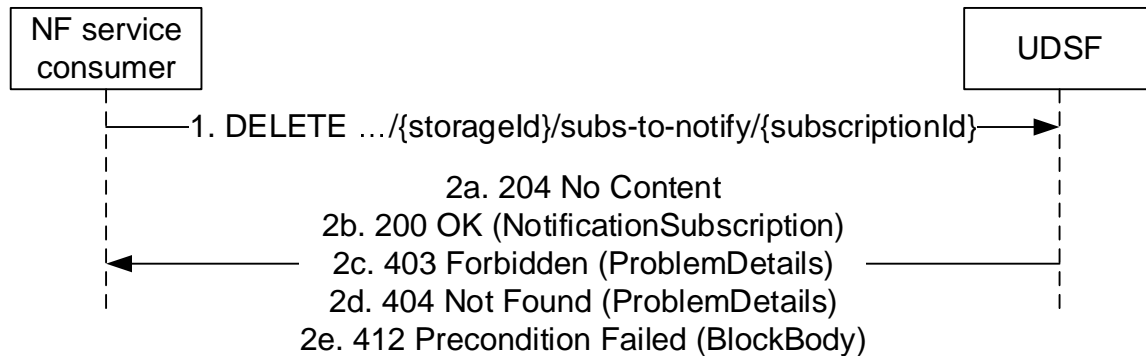 NF service
consumer
UDSF
1. DELETE …/{storageId}/subs-to-notify/{subscriptionId}
2a. 204 No Content
2b. 200 OK (NotificationSubscription)
2c. 403 Forbidden (ProblemDetails)
2d. 404 Not Found (ProblemDetails)
2e. 412 Precondition Failed (BlockBody)